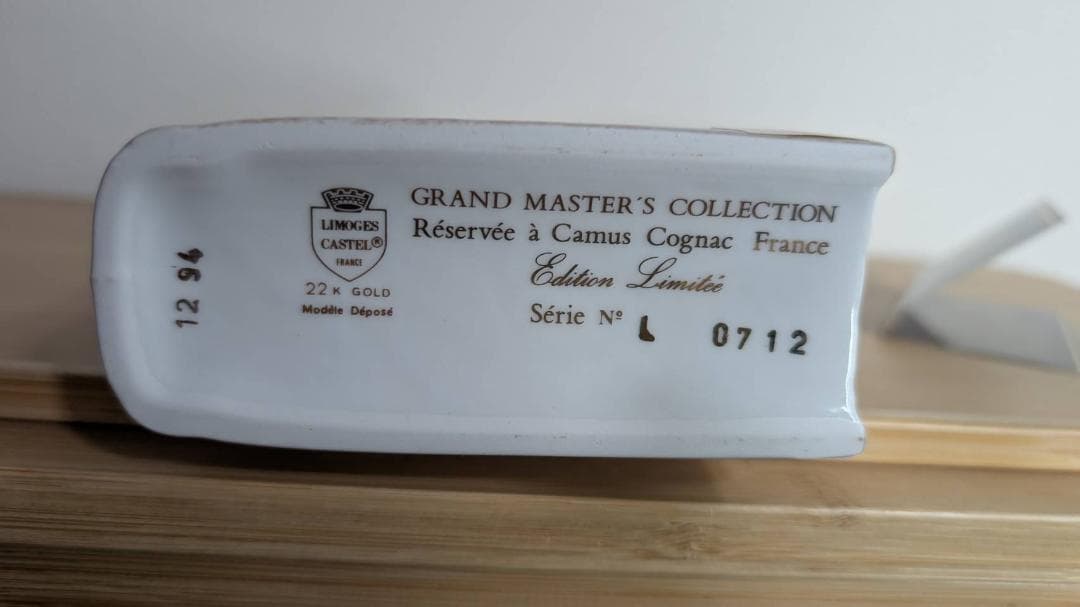 12 94
LIMOGES
CASTEL®
FRANCE
22 K GOLD
Modèle Déposé
GRAND MASTER'S COLLECTION
Réservée à Camus Cognac France
Edition Limitée
Série Nº L 0712